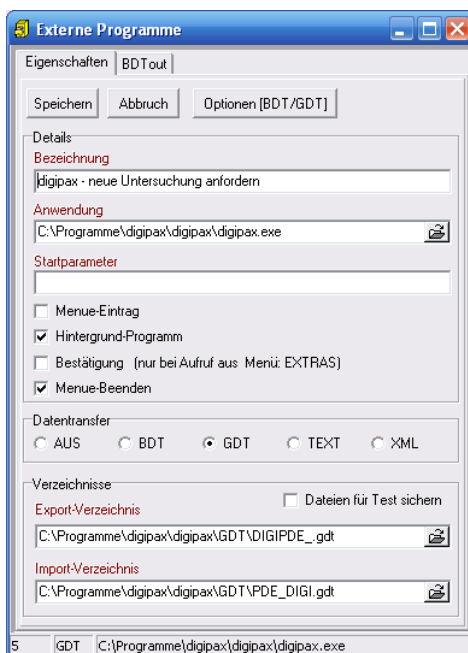 Externe Programme
Eigenschaften BDTout
Speichern Abbruch Optionen [BDT/GDT]
Details
Bezeichnung
digipax - neue Untersuchung anfordern
Anwendung
C:\Programme\digipax\digipax\digipax.exe
Startparameter
Menue-Eintrag
Hintergrund-Programm
Bestätigung (nur bei Aufruf aus Menü: EXTRAS)
Menue-Beenden
Datentransfer
AUS BDT GDT TEXT XML
Verzeichnisse
Dateien für Test sichern
Export-Verzeichnis
C:\Programme\digipax\digipax\GDT\DIGIPDE_.gdt
Import-Verzeichnis
C:\Programme\digipax\digipax\GDT\PDE_DIGI.gdt
5 GDT C:\Programme\digipax\digipax\digipax.exe